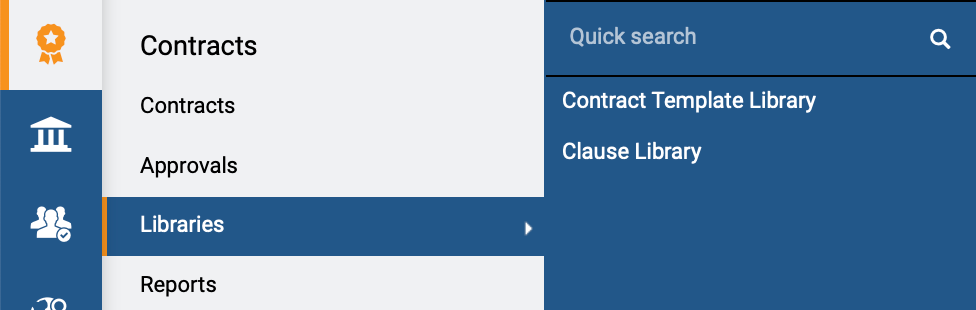 Contracts
Contracts
Approvals
Libraries
Reports
Quick search
Contract Template Library
Clause Library